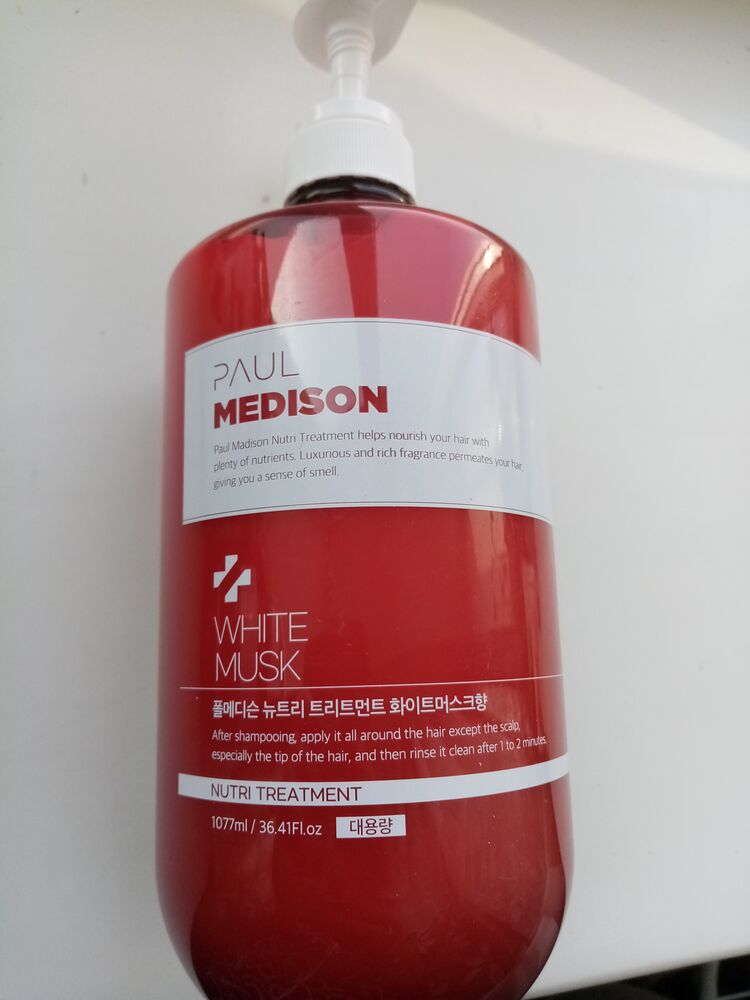 PAUL
MEDISON
Paul Madison Nutri Treatment helps nourish your hair with
plenty of nutrients. Luxurious and rich fragrance permeates your hair,
giving you a sense of smell.
WHITE
MUSK
폴메디슨 뉴트리 트리트먼트 화이트머스크향
After shampooing, apply it all around the hair except the scalp,
especially the tip of the hair, and then rinse it clean after 1 to 2 minutes.
NUTRI TREATMENT
1077ml / 36.41Fl.oz 대용량